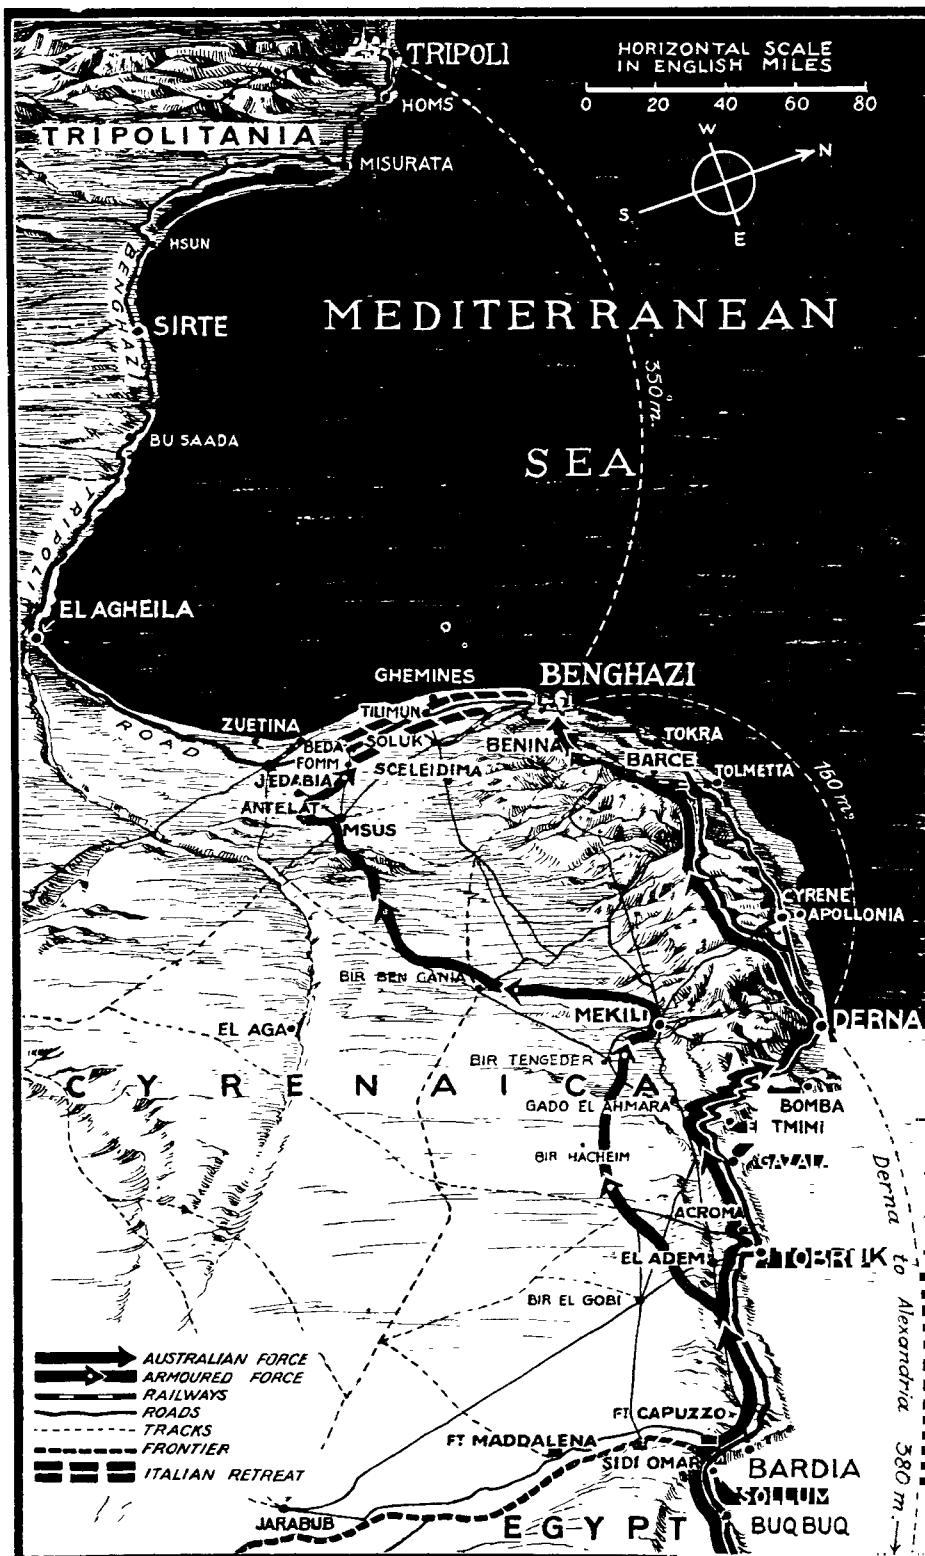 TRIPOLI
HORIZONTAL SCALE
IN ENGLISH MILES
0 20 40 60 80
HOMS
TRIPOLITANIA
W
N
S
E
MISURATA
HSUN
BENGHAZI
SIRTE
MEDITERRANEAN
350 m.
BU SAADA
SEA
TRIPOLI
EL AGHEILA
ROAD
GHEMINES
BENGHAZI
ZUETINA
TILIMUN
TOKRA
BEDA
FOMM
SOLUK
BENINA
BARCE
JEDABIA
SCELEIDIMA
TOLMETTA
160 ms
ANTELAT
MSUS
CYRENE
APOLLONIA
BIR BEN GANIA
MEKILI
DERNA
EL AGA
BIR TENGEDER
CYRENAICA
GADO EL AHMARA
BOMBA
TMIMI
BIR HACHEIM
GAZALA
Derna to Alexandria 380 m.
ACROMA
EL ADEM
TOBRUK
BIR EL GOBI
AUSTRALIAN FORCE
ARMOURED FORCE
RAILWAYS
ROADS
TRACKS
FRONTIER
ITALIAN RETREAT
FT. CAPUZZO
FT. MADDALENA
SIDI OMAR
BARDIA
SOLLUM
JARABUB
EGYPT
BUQ BUQ